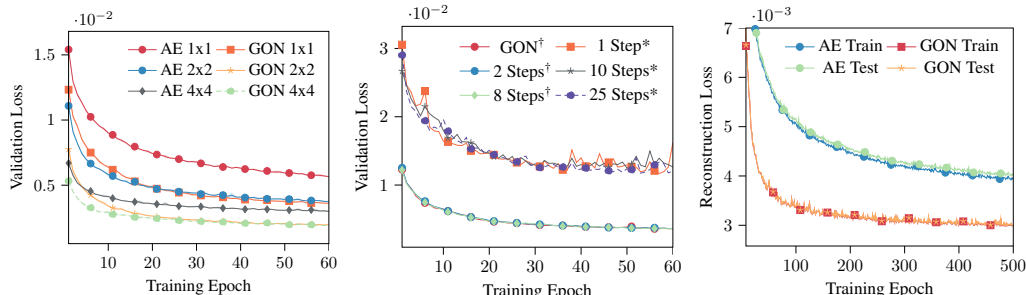 ·10⁻²
1.5
1
0.5
Validation Loss
AE 1x1 GON 1x1
AE 2x2 GON 2x2
AE 4x4 GON 4x4
10 20 30 40 50 60
Training Epoch
·10⁻²
3
2
1
Validation Loss
GON† 1 Step*
2 Steps† 10 Steps*
8 Steps† 25 Steps*
0 10 20 30 40 50 60
Training Epoch
·10⁻³
7
6
5
4
3
Reconstruction Loss
AE Train GON Train
AE Test GON Test
100 200 300 400 500
Training Epoch